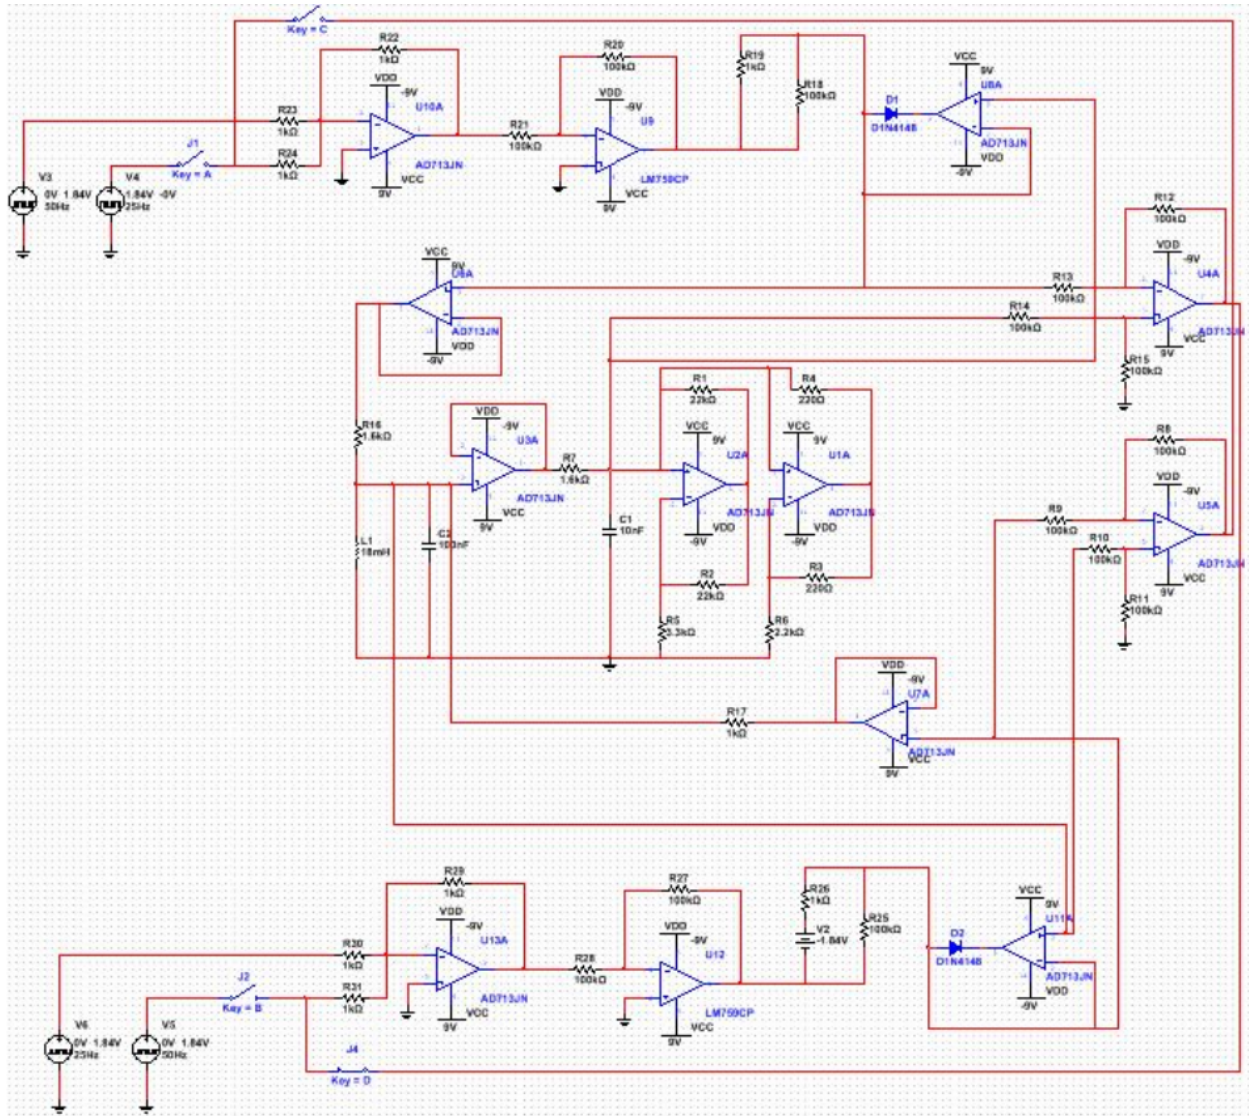 Key = C
R22
1kΩ
VDD
-9V
U10A
R23
1kΩ
R24
1kΩ
J1
Key = A
AD713JN
VCC
9V
V3
0V 1.84V
50Hz
V4
1.84V -0V
25Hz
R20
100kΩ
VDD
-9V
U9
R21
100kΩ
LM759CP
VCC
9V
R19
1kΩ
R18
100kΩ
D1
D1N4148
VCC
9V
U8A
AD713JN
VDD
-9V
R12
100kΩ
VDD
-9V
U4A
R13
100kΩ
R14
100kΩ
AD713JN
VCC
9V
R15
100kΩ
VCC
9V
U6A
AD713JN
VDD
-9V
R16
1.6kΩ
VDD
-9V
U3A
AD713JN
VCC
9V
R7
1.6kΩ
R1
22kΩ
VCC
9V
U2A
AD713JN
VDD
-9V
R2
22kΩ
R4
220Ω
VCC
9V
U1A
AD713JN
VDD
-9V
R3
220Ω
L1
18mH
C2
100nF
C1
10nF
R5
3.3kΩ
R6
2.2kΩ
R8
100kΩ
VDD
-9V
U5A
R9
100kΩ
R10
100kΩ
AD713JN
VCC
9V
R11
100kΩ
VDD
-9V
U7A
AD713JN
VCC
9V
R17
1kΩ
R29
1kΩ
VDD
-9V
U13A
R30
1kΩ
R31
1kΩ
AD713JN
VCC
9V
J2
Key = B
V6
0V 1.84V
25Hz
V5
0V 1.84V
50Hz
J4
Key = D
R27
100kΩ
VDD
-9V
U12
R28
100kΩ
LM759CP
VCC
9V
R26
1kΩ
V2
-1.84V
R25
100kΩ
D2
D1N4148
VCC
9V
U11A
AD713JN
VDD
-9V